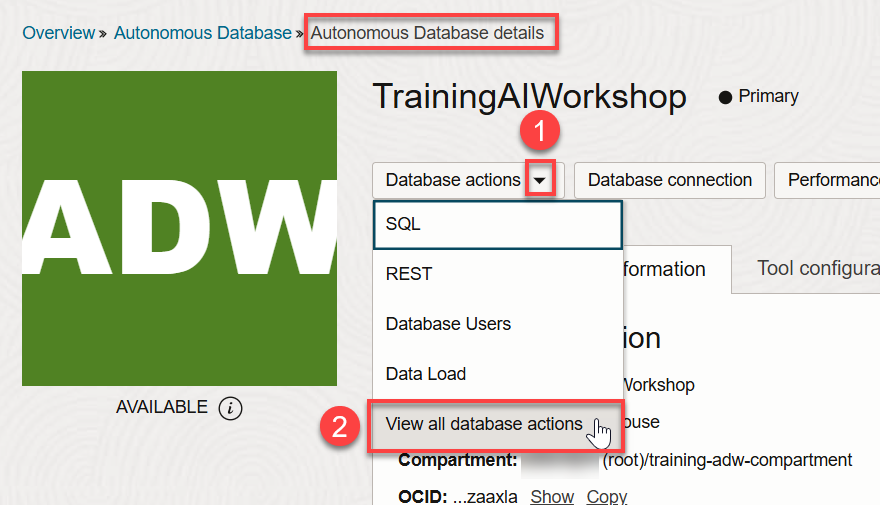 Overview » Autonomous Database » Autonomous Database details
ADW
AVAILABLE i
TrainingAIWorkshop Primary
1
Database actions Database connection Performanc
SQL
REST
Database Users
Data Load
2 View all database actions
formation Tool configura
ion
Workshop
ouse
Compartment: (root)/training-adw-compartment
OCID: ...zaaxla Show Copy